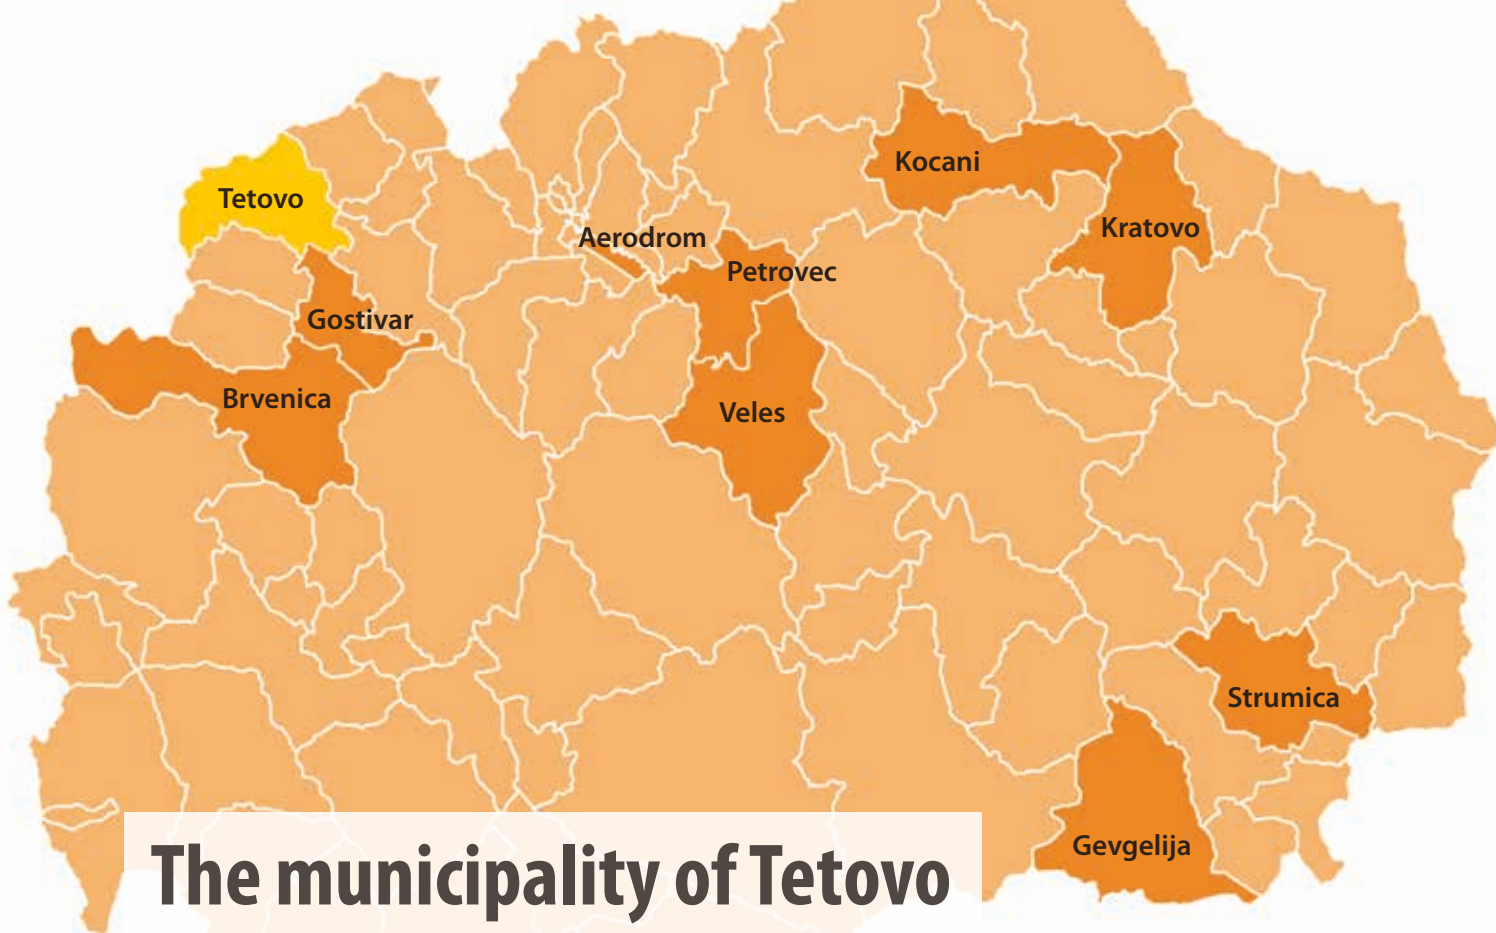 Kocani
Tetovo
Kratovo
Aerodrom
Petrovec
Gostivar
Brvenica
Veles
Strumica
Gevgelija
The municipality of Tetovo